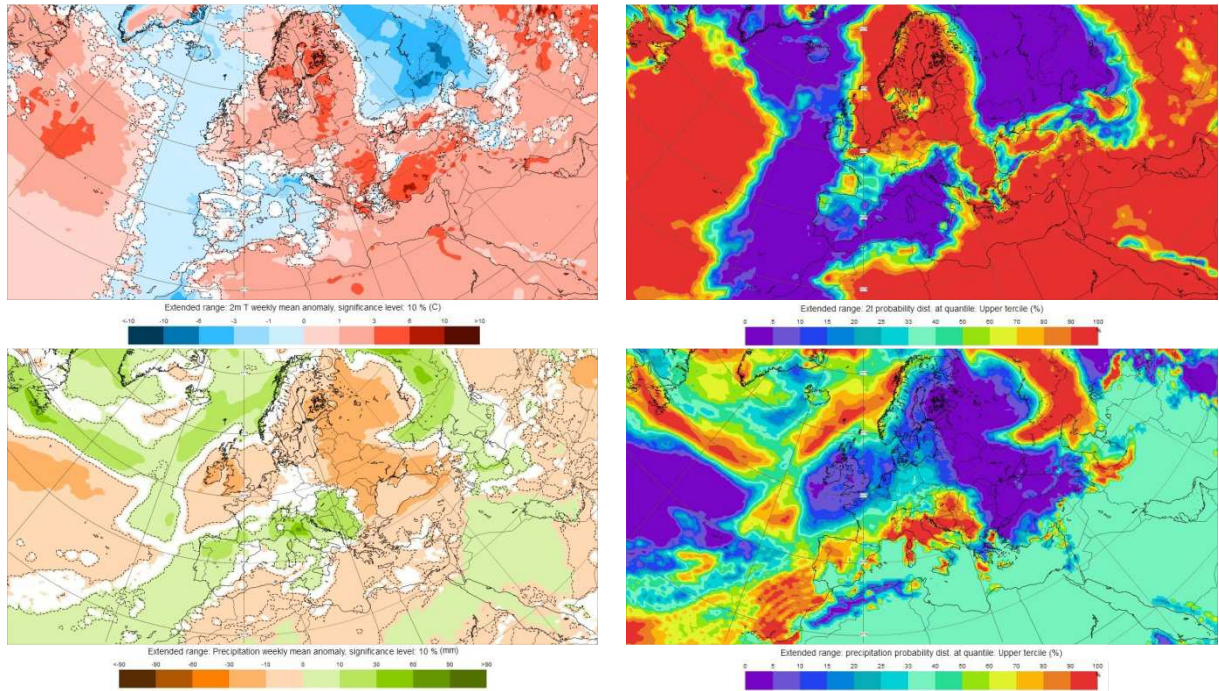 Extended range: 2m T weekly mean anomaly, significance level: 10 % (C)
<-10 -10 -6 -3 -1 0 1 3 6 10 >10
Extended range: 2t probability dist. at quantile: Upper tercile (%)
0 5 10 15 20 25 30 35 40 50 60 70 80 90 100
%
Extended range: Precipitation weekly mean anomaly, significance level: 10 % (mm)
<-90 -90 -60 -30 -10 0 10 30 60 90 >90
Extended range: precipitation probability dist. at quantile: Upper tercile (%)
0 5 10 15 20 25 30 35 40 50 60 70 80 90 100
%